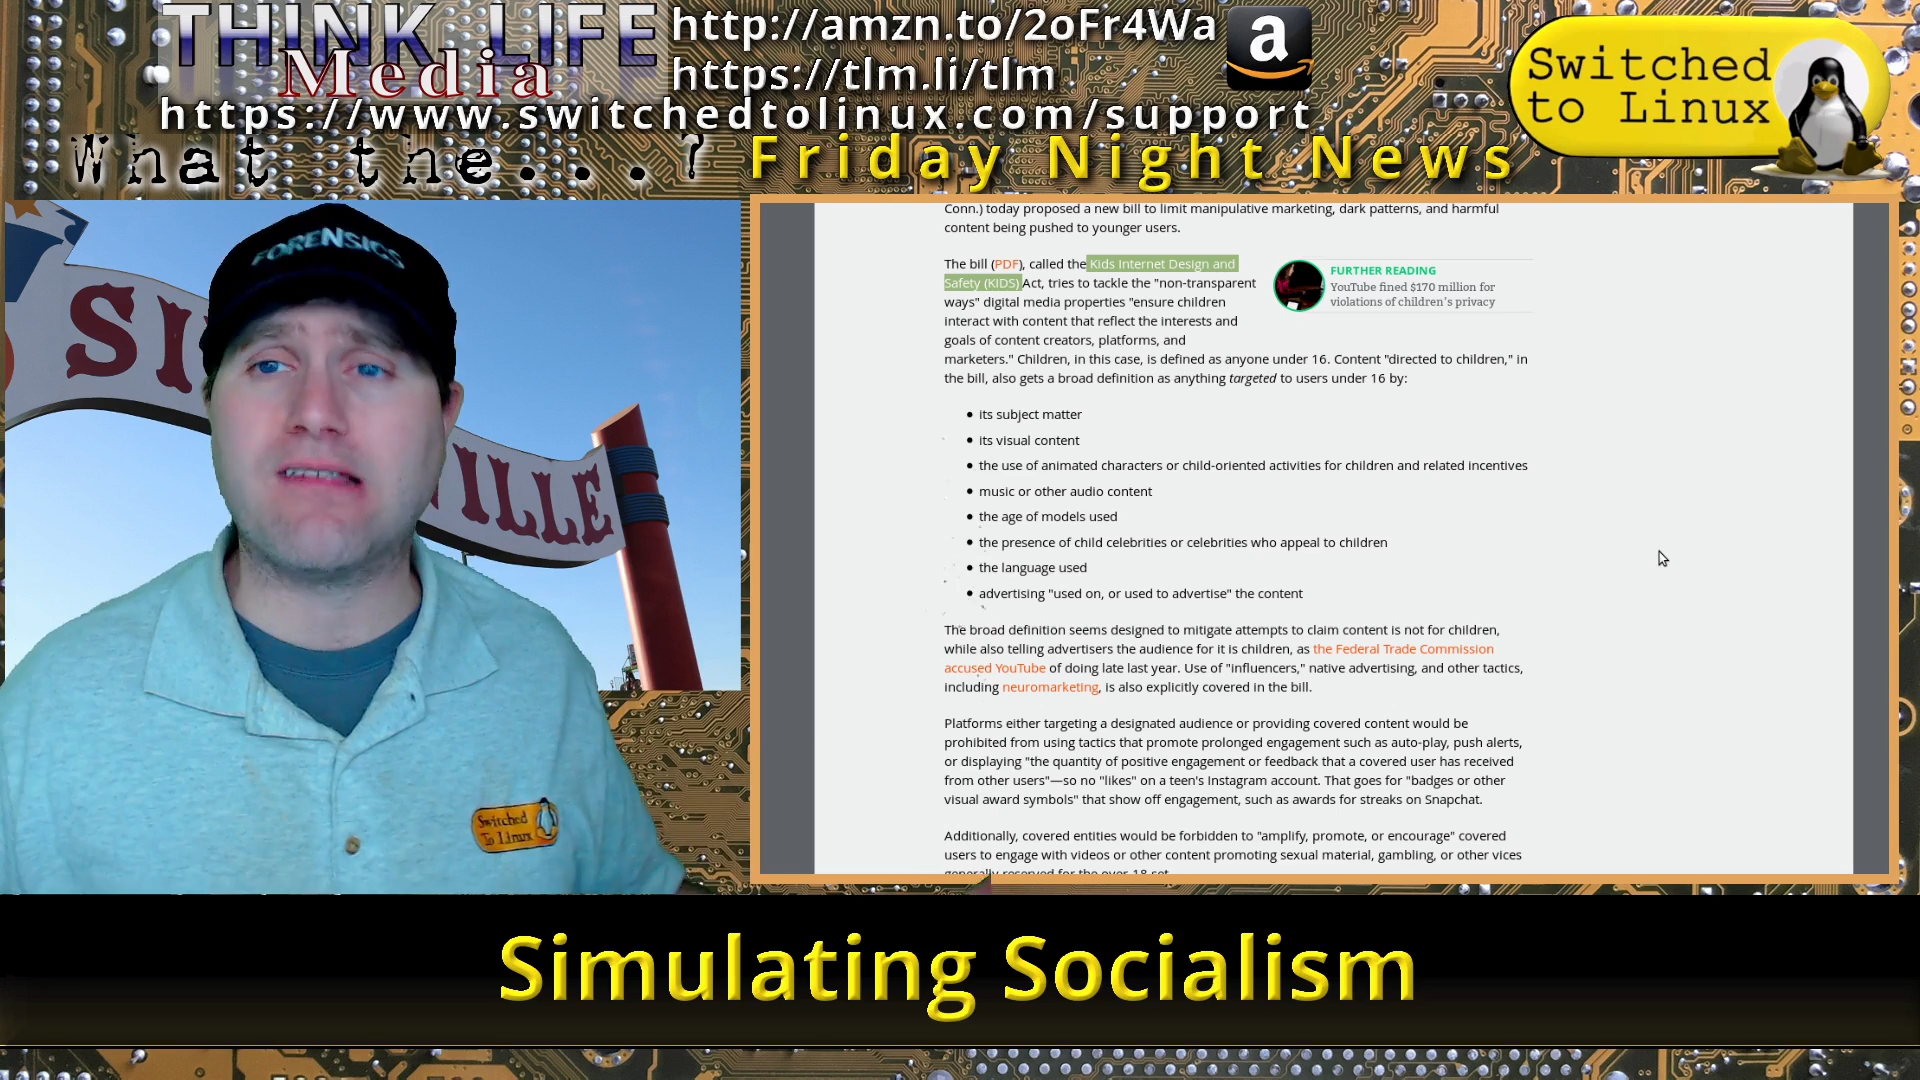 THINK LIFE
Media
http://amzn.to/2oFr4Wa
https://tlm.li/tlm
https://www.switchedtolinux.com/support
a
Switched
to Linux
What the...?
Friday Night News
FORENSICS
SI
VILLE
Switched
To Linux
Conn.) today proposed a new bill to limit manipulative marketing, dark patterns, and harmful
content being pushed to younger users.
The bill (PDF), called the Kids Internet Design and
Safety (KIDS) Act, tries to tackle the "non-transparent
ways" digital media properties "ensure children
interact with content that reflect the interests and
goals of content creators, platforms, and
marketers." Children, in this case, is defined as anyone under 16. Content "directed to children," in
the bill, also gets a broad definition as anything targeted to users under 16 by:
FURTHER READING
YouTube fined $170 million for
violations of children's privacy
• its subject matter
• its visual content
• the use of animated characters or child-oriented activities for children and related incentives
• music or other audio content
• the age of models used
• the presence of child celebrities or celebrities who appeal to children
• the language used
• advertising "used on, or used to advertise" the content
The broad definition seems designed to mitigate attempts to claim content is not for children,
while also telling advertisers the audience for it is children, as the Federal Trade Commission
accused YouTube of doing late last year. Use of "influencers," native advertising, and other tactics,
including neuromarketing, is also explicitly covered in the bill.
Platforms either targeting a designated audience or providing covered content would be
prohibited from using tactics that promote prolonged engagement such as auto-play, push alerts,
or displaying "the quantity of positive engagement or feedback that a covered user has received
from other users"—so no "likes" on a teen's Instagram account. That goes for "badges or other
visual award symbols" that show off engagement, such as awards for streaks on Snapchat.
Additionally, covered entities would be forbidden to "amplify, promote, or encourage" covered
users to engage with videos or other content promoting sexual material, gambling, or other vices
generally reserved for the over-18 set.
Simulating Socialism